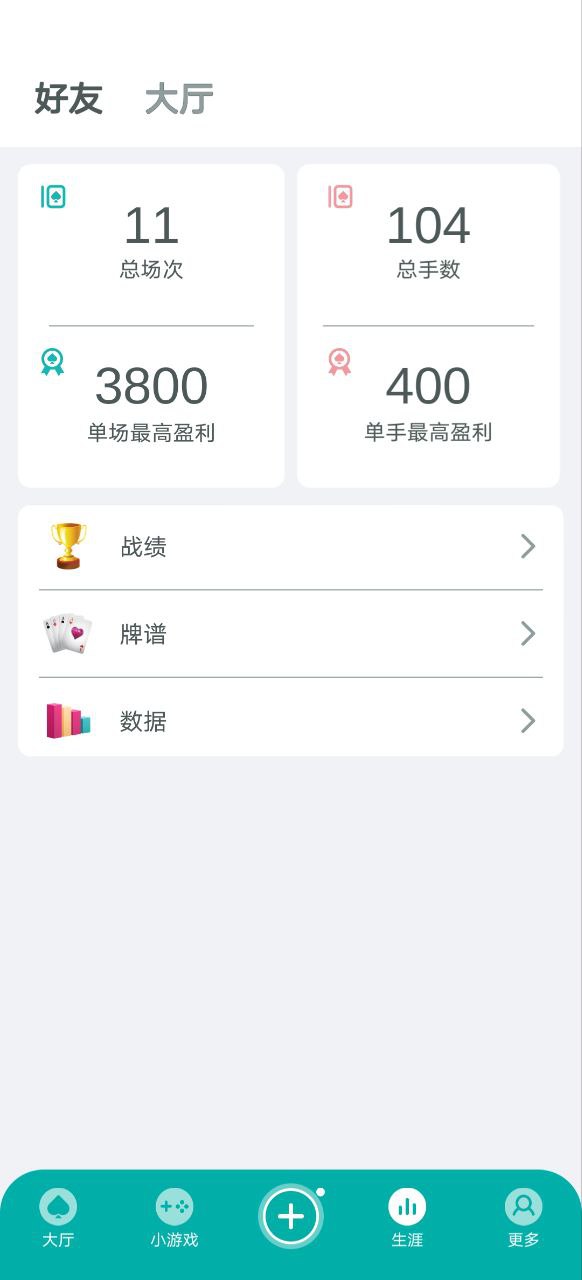 好友 大厅
11 104
总场次 总手数
3800 400
单场最高盈利 单手最高盈利
战绩
牌谱
数据
大厅 小游戏 生涯 更多